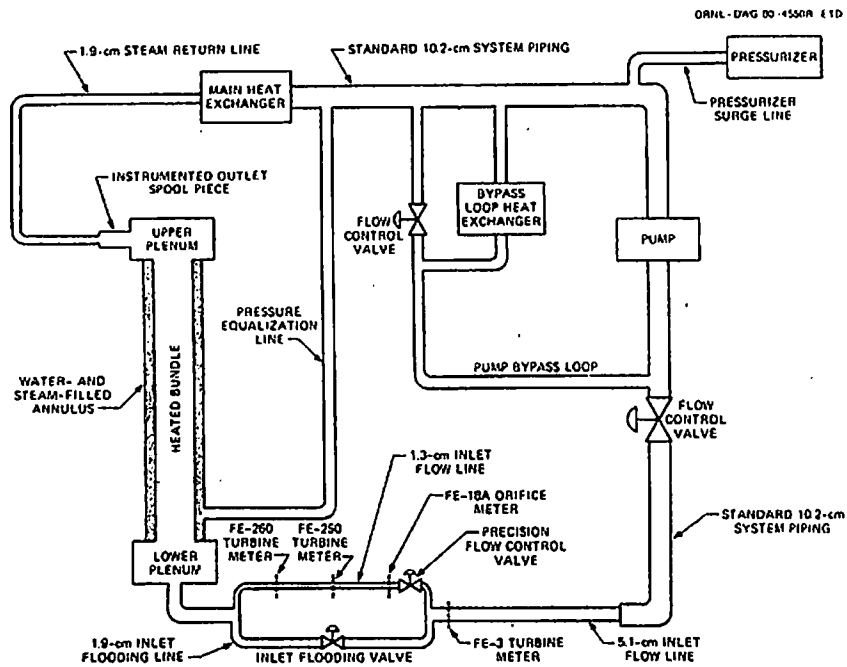 ORNL-DWG 80-4550A ETD
1.9-cm STEAM RETURN LINE
STANDARD 10.2-cm SYSTEM PIPING
PRESSURIZER
MAIN HEAT
EXCHANGER
PRESSURIZER
SURGE LINE
INSTRUMENTED OUTLET
SPOOL PIECE
UPPER
PLENUM
FLOW
CONTROL
VALVE
BYPASS
LOOP HEAT
EXCHANGER
PUMP
PRESSURE
EQUALIZATION
LINE
WATER- AND
STEAM-FILLED
ANNULUS
HEATED BUNDLE
PUMP BYPASS LOOP
FLOW
CONTROL
VALVE
1.3-cm INLET
FLOW LINE
FE-18A ORIFICE
METER
FE-260
TURBINE
METER
FE-250
TURBINE
METER
PRECISION
FLOW CONTROL
VALVE
STANDARD 10.2-cm
SYSTEM PIPING
LOWER
PLENUM
1.9-cm INLET
FLOODING LINE
INLET FLOODING VALVE
FE-3 TURBINE
METER
5.1-cm INLET
FLOW LINE